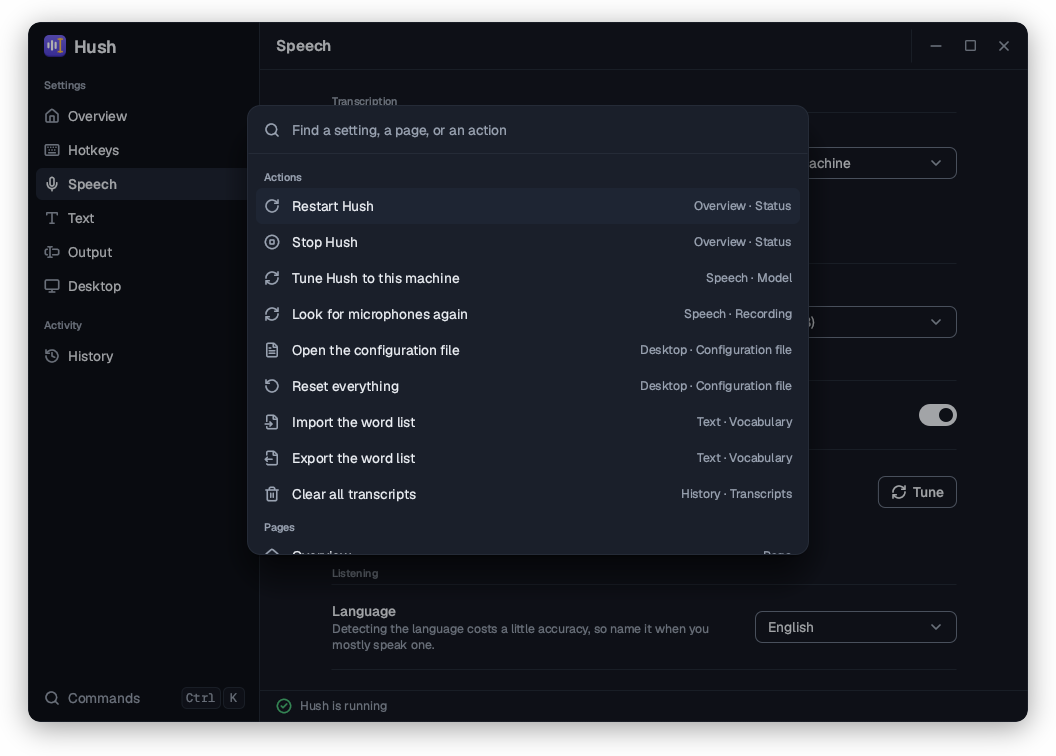 Hush
Speech
Settings
Overview
Hotkeys
Speech
Text
Output
Desktop
Activity
History
Commands
Ctrl K
Transcription
Find a setting, a page, or an action
achine
Actions
Restart Hush Overview · Status
Stop Hush Overview · Status
Tune Hush to this machine Speech · Model
Look for microphones again Speech · Recording
Open the configuration file Desktop · Configuration file
Reset everything Desktop · Configuration file
Import the word list Text · Vocabulary
Export the word list Text · Vocabulary
Clear all transcripts History · Transcripts
Pages
Overview Page
Tune
Listening
Language
Detecting the language costs a little accuracy, so name it when you
mostly speak one.
English
Hush is running